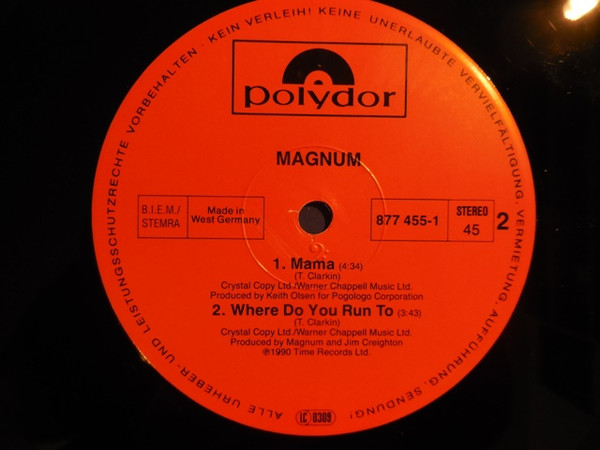 ALLE URHEBER- UND LEISTUNGSSCHUTZRECHTE VORBEHALTEN · KEIN VERLEIH! KEINE UNERLAUBTE VERVIELFÄLTIGUNG, VERMIETUNG, AUFFÜHRUNG, SENDUNG!
polydor
MAGNUM
B.I.E.M./
STEMRA
Made in
West Germany
877 455-1
STEREO
45
2
1. Mama (4:34)
(T. Clarkin)
Crystal Copy Ltd./Warner Chappell Music Ltd.
Produced by Keith Olsen for Pogologo Corporation
2. Where Do You Run To (3:43)
(T. Clarkin)
Crystal Copy Ltd./Warner Chappell Music Ltd.
Produced by Magnum and Jim Creighton
℗1990 Time Records Ltd.
LC 0309